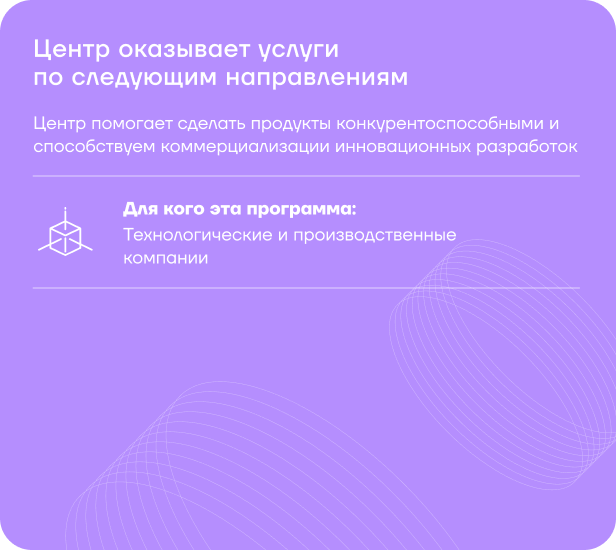 Центр оказывает услуги
по следующим направлениям
Центр помогает сделать продукты конкурентоспособными и
способствуем коммерциализации инновационных разработок
Для кого эта программа:
Технологические и производственные
компании